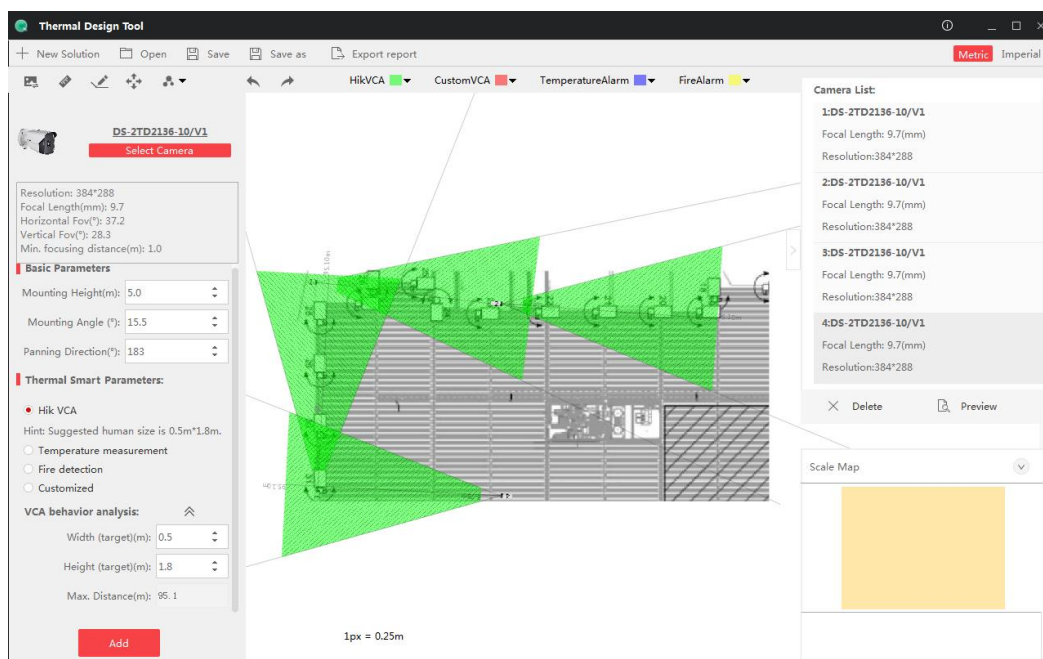 Thermal Design Tool
New Solution Open Save Save as Export report Metric Imperial
HikVCA CustomVCA TemperatureAlarm FireAlarm
DS-2TD2136-10/V1
Select Camera
Resolution: 384*288
Focal Length(mm): 9.7
Horizontal Fov(°): 37.2
Vertical Fov(°): 28.3
Min. focusing distance(m): 1.0
Basic Parameters
Mounting Height(m): 5.0
Mounting Angle (°): 15.5
Panning Direction(°): 183
Thermal Smart Parameters:
Hik VCA
Hint: Suggested human size is 0.5m*1.8m.
Temperature measurement
Fire detection
Customized
VCA behavior analysis:
Width (target)(m): 0.5
Height (target)(m): 1.8
Max. Distance(m): 95.1
Add
1px = 0.25m
Camera List:
1:DS-2TD2136-10/V1
Focal Length: 9.7(mm)
Resolution:384*288
2:DS-2TD2136-10/V1
Focal Length: 9.7(mm)
Resolution:384*288
3:DS-2TD2136-10/V1
Focal Length: 9.7(mm)
Resolution:384*288
4:DS-2TD2136-10/V1
Focal Length: 9.7(mm)
Resolution:384*288
Delete Preview
Scale Map